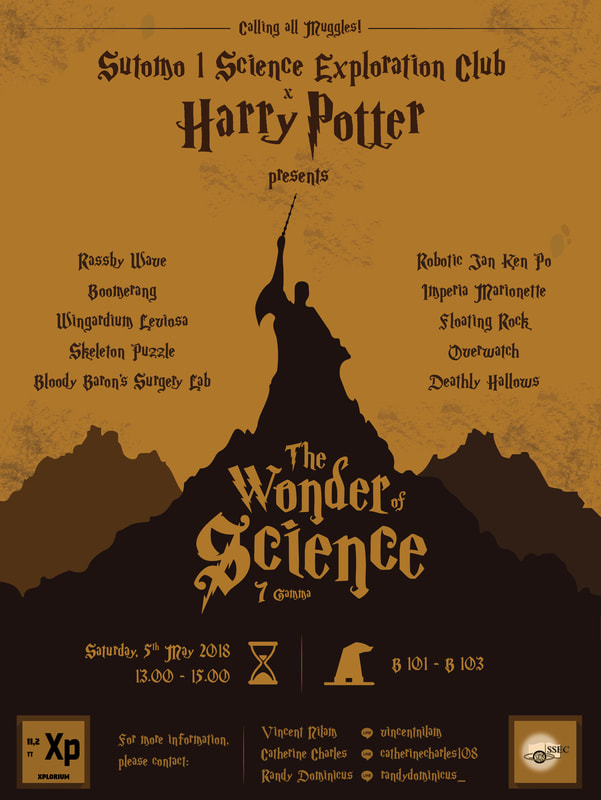 Calling all Muggles!
Sutomo 1 Science Exploration Club
x
Harry Potter
presents
Rassby Wave
Boomerang
Wingardium Leviosa
Skeleton Puzzle
Bloody Baron's Surgery Lab
Robotic Jan Ken Po
Imperia Marionette
Floating Rock
Overwatch
Deathly Hallows
The
Wonder of
Science
7 Gamma
Saturday, 5th May 2018
13.00 - 15.00
B 101 - B 103
11,2
π
Xp
XPLORIUM
For more information,
please contact:
Vincent Nilam vincentnilam
Catherine Charles catherinecharles108
Randy Dominicus randydominicus_
SSEC